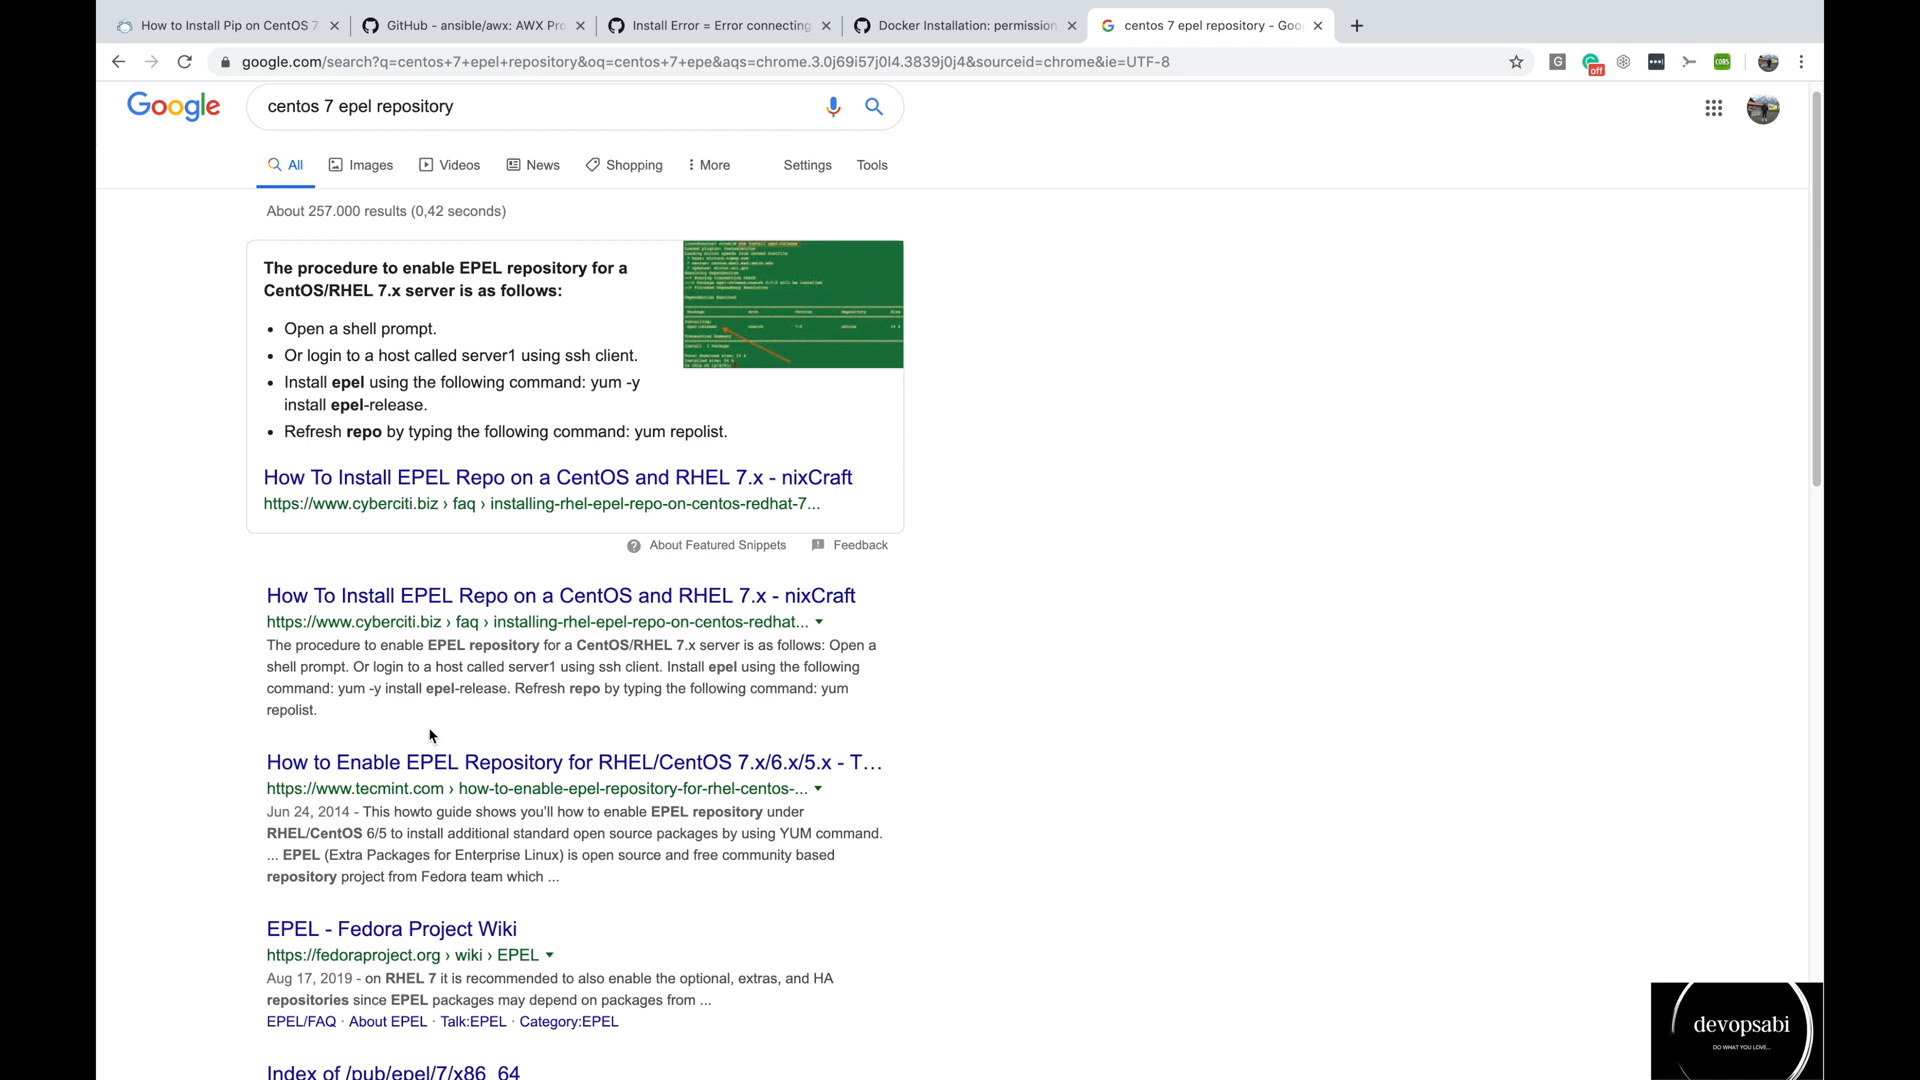 How to Install Pip on CentOS 7
GitHub - ansible/awx: AWX Pro
Install Error = Error connecting
Docker Installation: permission
centos 7 epel repository - Goo
google.com/search?q=centos+7+epel+repository&oq=centos+7+epe&aqs=chrome.3.0j69i57j0l4.3839j0j4&sourceid=chrome&ie=UTF-8
off
CORS
Google
centos 7 epel repository
All
Images
Videos
News
Shopping
More
Settings
Tools
About 257.000 results (0,42 seconds)
The procedure to enable EPEL repository for a
CentOS/RHEL 7.x server is as follows:
• Open a shell prompt.
• Or login to a host called server1 using ssh client.
• Install epel using the following command: yum -y
install epel-release.
• Refresh repo by typing the following command: yum repolist.
How To Install EPEL Repo on a CentOS and RHEL 7.x - nixCraft
https://www.cyberciti.biz › faq › installing-rhel-epel-repo-on-centos-redhat-7...
About Featured Snippets
Feedback
How To Install EPEL Repo on a CentOS and RHEL 7.x - nixCraft
https://www.cyberciti.biz › faq › installing-rhel-epel-repo-on-centos-redhat...
The procedure to enable EPEL repository for a CentOS/RHEL 7.x server is as follows: Open a
shell prompt. Or login to a host called server1 using ssh client. Install epel using the following
command: yum -y install epel-release. Refresh repo by typing the following command: yum
repolist.
How to Enable EPEL Repository for RHEL/CentOS 7.x/6.x/5.x - T...
https://www.tecmint.com › how-to-enable-epel-repository-for-rhel-centos-...
Jun 24, 2014 - This howto guide shows you'll how to enable EPEL repository under
RHEL/CentOS 6/5 to install additional standard open source packages by using YUM command.
... EPEL (Extra Packages for Enterprise Linux) is open source and free community based
repository project from Fedora team which ...
EPEL - Fedora Project Wiki
https://fedoraproject.org › wiki › EPEL
Aug 17, 2019 - on RHEL 7 it is recommended to also enable the optional, extras, and HA
repositories since EPEL packages may depend on packages from ...
EPEL/FAQ · About EPEL · Talk:EPEL · Category:EPEL
Index of /pub/epel/7/x86_64
devopsabi
DO WHAT YOU LOVE...